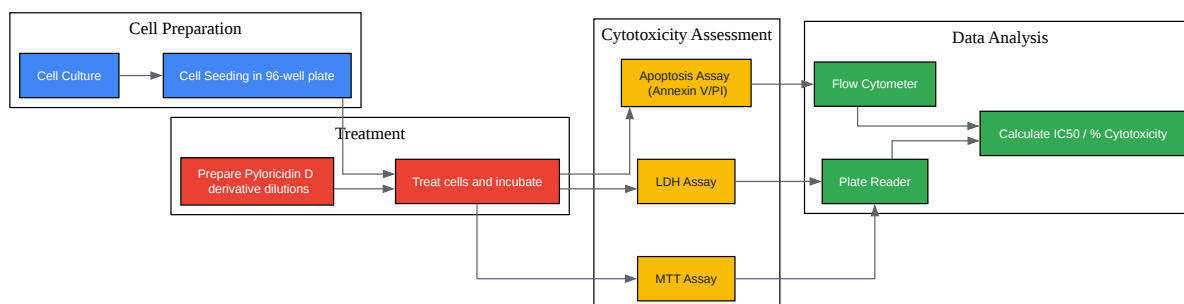 Cell Preparation
Cell Culture
Cell Seeding in 96-well plate
Treatment
Prepare Pyloricidin D
derivative dilutions
Treat cells and incubate
Cytotoxicity Assessment
Apoptosis Assay
(Annexin V/PI)
LDH Assay
MTT Assay
Data Analysis
Flow Cytometer
Plate Reader
Calculate IC50 / % Cytotoxicity